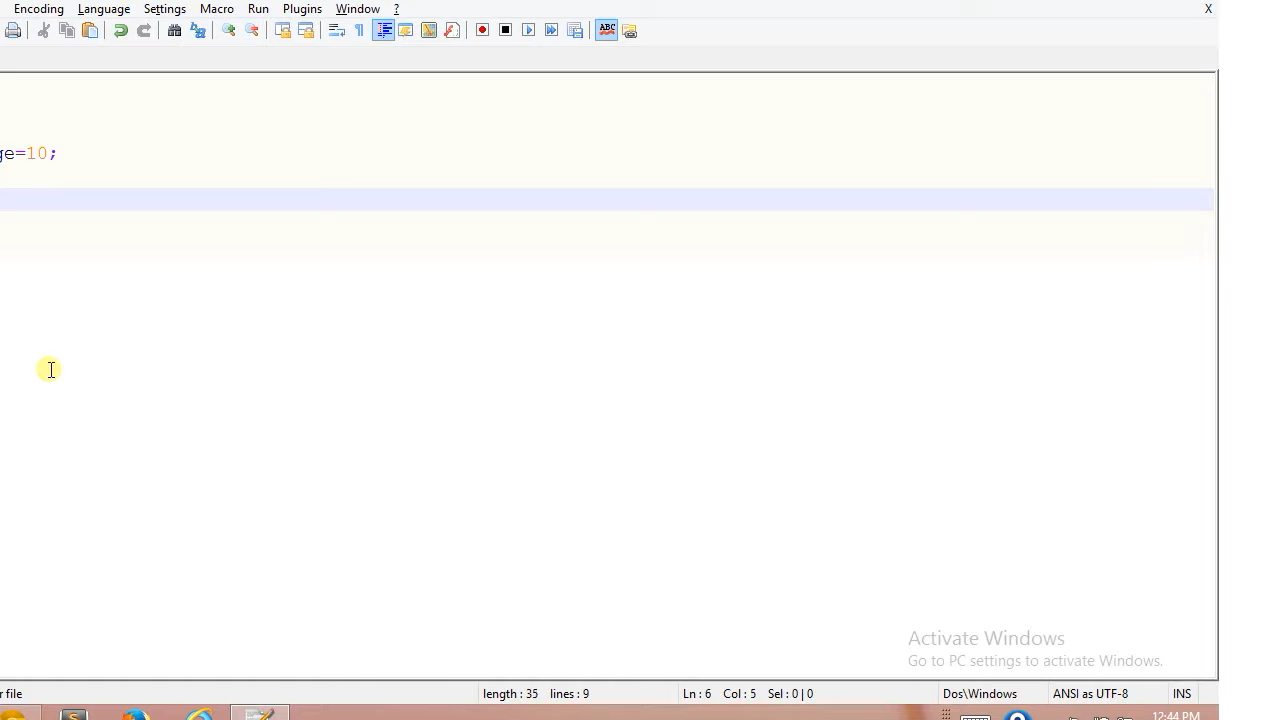 Encoding Language Settings Macro Run Plugins Window ? X
ABC
ge=10;
Activate Windows
Go to PC settings to activate Windows.
r file length : 35 lines : 9 Ln : 6 Col : 5 Sel : 0 | 0 Dos\Windows ANSI as UTF-8 INS
12:44 PM